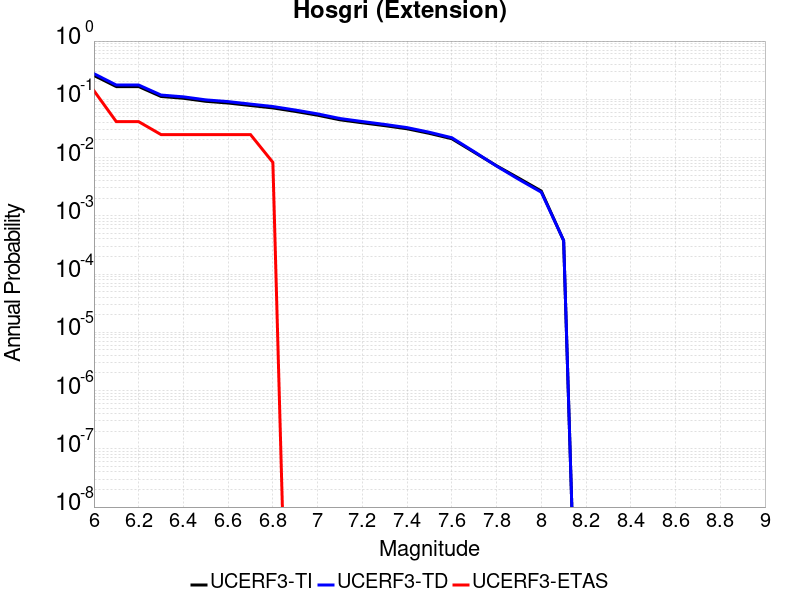 Hosgri (Extension)
10^0
10^-1
10^-2
10^-3
10^-4
10^-5
10^-6
10^-7
10^-8
Annual Probability
6 6.2 6.4 6.6 6.8 7 7.2 7.4 7.6 7.8 8 8.2 8.4 8.6 8.8 9
Magnitude
UCERF3-TI UCERF3-TD UCERF3-ETAS